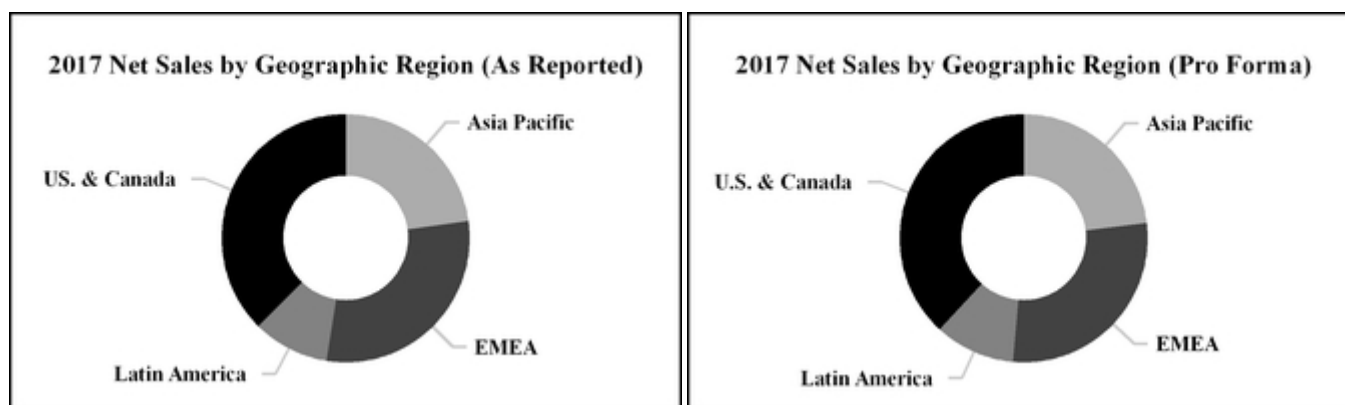 2017 Net Sales by Geographic Region (As Reported)
Asia Pacific
US. & Canada
EMEA
Latin America
2017 Net Sales by Geographic Region (Pro Forma)
Asia Pacific
U.S. & Canada
EMEA
Latin America